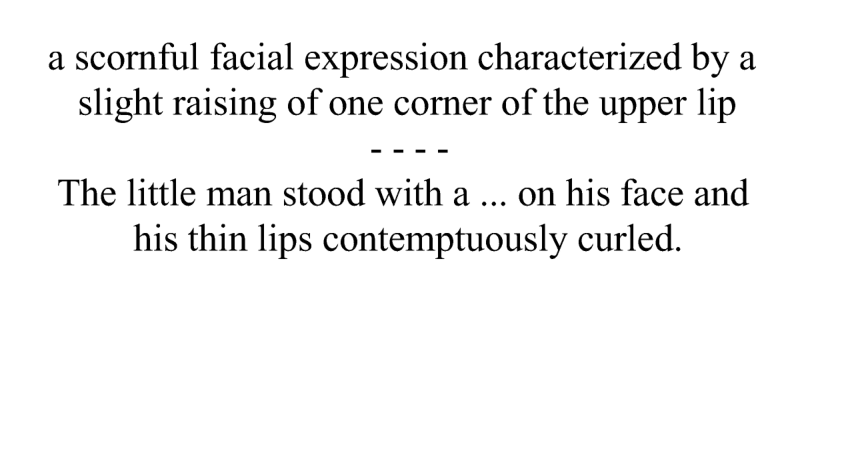 a scornful facial expression characterized by a
slight raising of one corner of the upper lip
- - - -
The little man stood with a ... on his face and
his thin lips contemptuously curled.